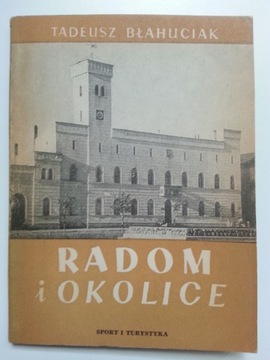 TADEUSZ BŁAHUCIAK
RADOM
i OKOLICE
SPORT I TURYSTYKA